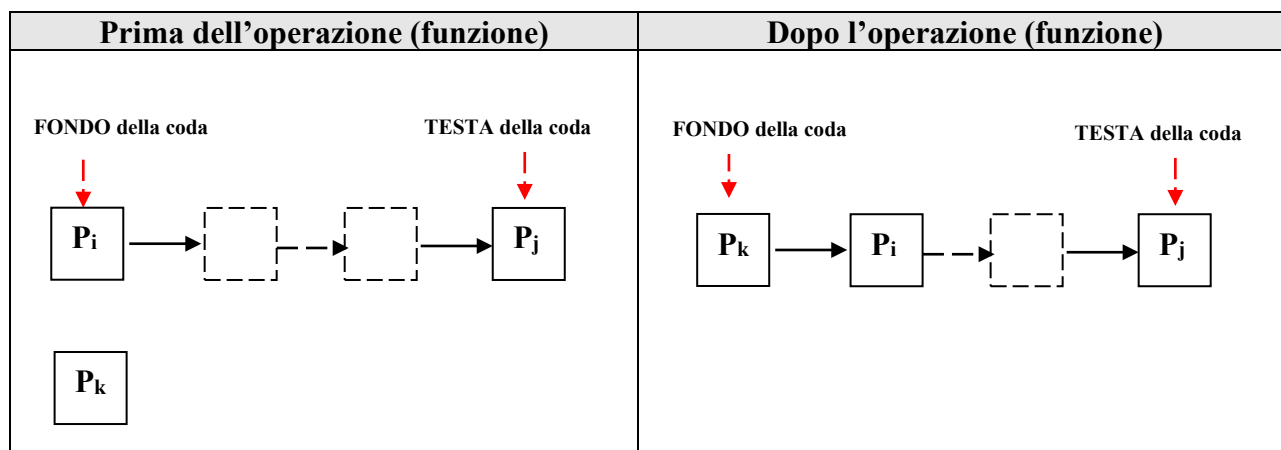 Prima dell’operazione (funzione)
Dopo l’operazione (funzione)
FONDO della coda
TESTA della coda
Pi
Pj
Pk
FONDO della coda
TESTA della coda
Pk
Pi
Pj